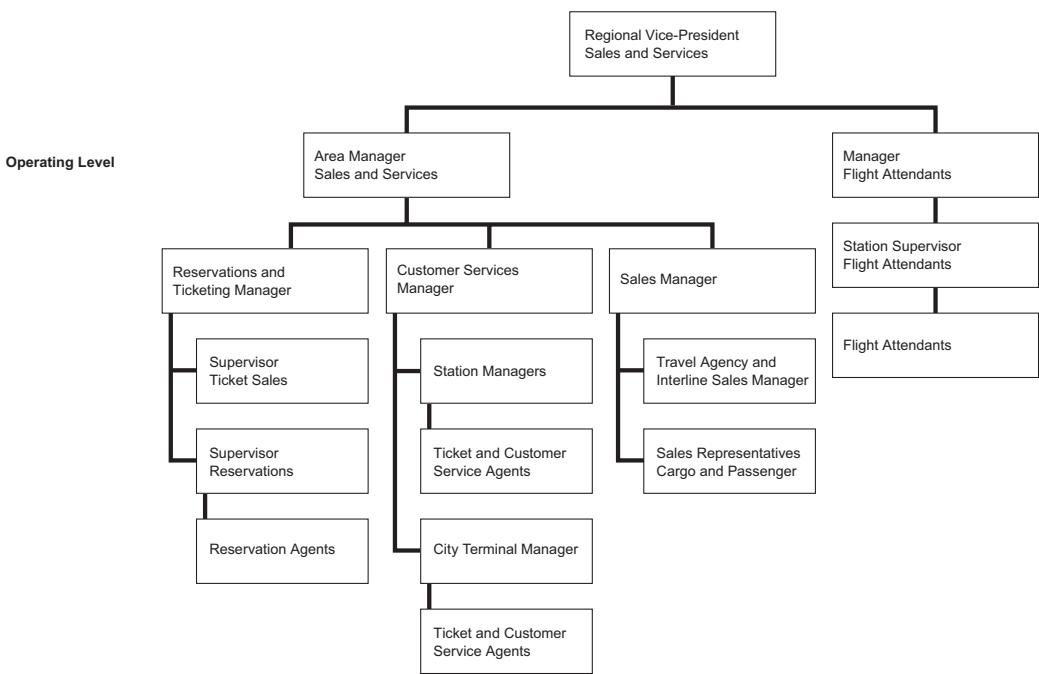 Regional Vice-President
Sales and Services
Operating Level
Area Manager
Sales and Services
Manager
Flight Attendants
Reservations and
Ticketing Manager
Customer Services
Manager
Sales Manager
Station Supervisor
Flight Attendants
Supervisor
Ticket Sales
Station Managers
Travel Agency and
Interline Sales Manager
Flight Attendants
Supervisor
Reservations
Ticket and Customer
Service Agents
Sales Representatives
Cargo and Passenger
Reservation Agents
City Terminal Manager
Ticket and Customer
Service Agents